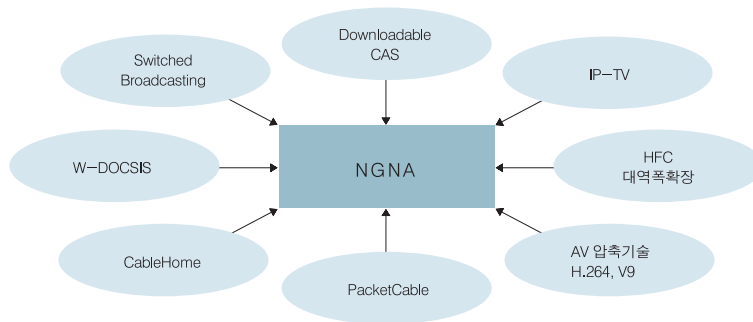 Downloadable
CAS
Switched
Broadcasting
IP-TV
W-DOCSIS
NGNA
HFC
대역폭확장
CableHome
PacketCable
AV 압축기술
H.264, V9